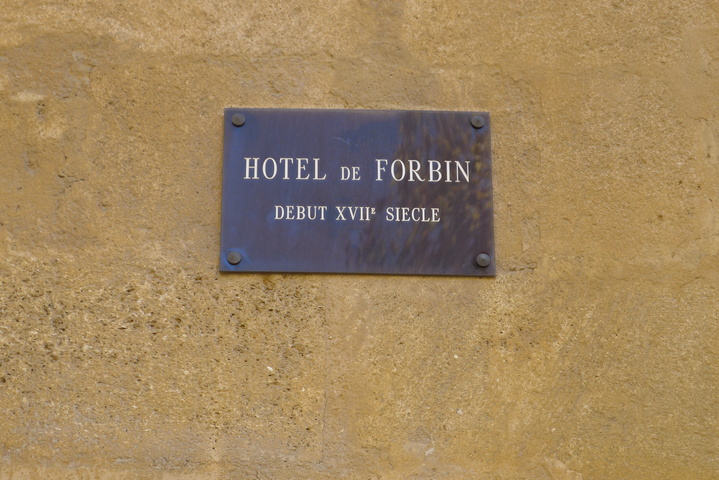 HOTEL DE FORBIN
DEBUT XVIIE SIECLE